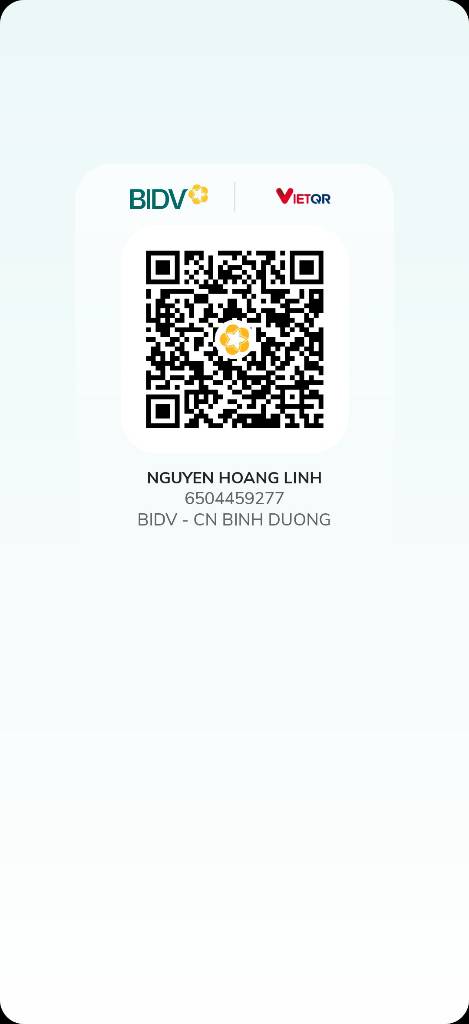 BIDV
VIETQR
NGUYEN HOANG LINH
6504459277
BIDV - CN BINH DUONG